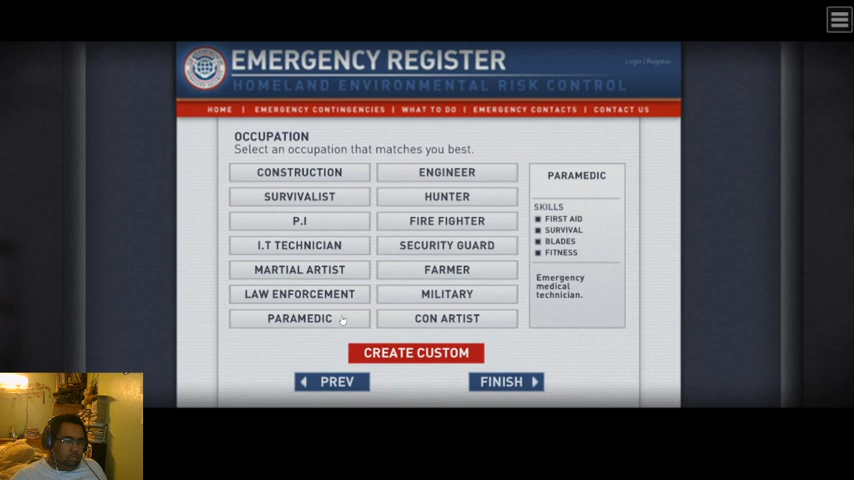 EMERGENCY REGISTER
Login | Register
HOMELAND ENVIRONMENTAL RISK CONTROL
HOME | EMERGENCY CONTINGENCIES | WHAT TO DO | EMERGENCY CONTACTS | CONTACT US
OCCUPATION
Select an occupation that matches you best.
CONSTRUCTION
ENGINEER
SURVIVALIST
HUNTER
P.I
FIRE FIGHTER
I.T TECHNICIAN
SECURITY GUARD
MARTIAL ARTIST
FARMER
LAW ENFORCEMENT
MILITARY
PARAMEDIC
CON ARTIST
PARAMEDIC
SKILLS
FIRST AID
SURVIVAL
BLADES
FITNESS
Emergency
medical
technician.
CREATE CUSTOM
PREV
FINISH